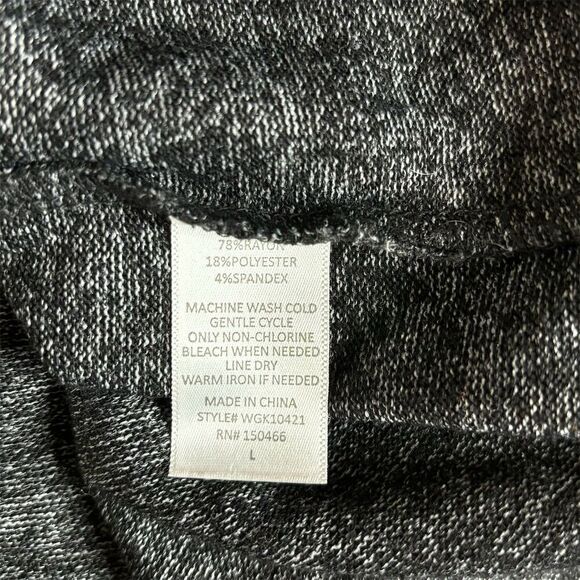 78%RAYON
18%POLYESTER
4%SPANDEX
MACHINE WASH COLD
GENTLE CYCLE
ONLY NON-CHLORINE
BLEACH WHEN NEEDED
LINE DRY
WARM IRON IF NEEDED
MADE IN CHINA
STYLE# WGK10421
RN# 150466
L